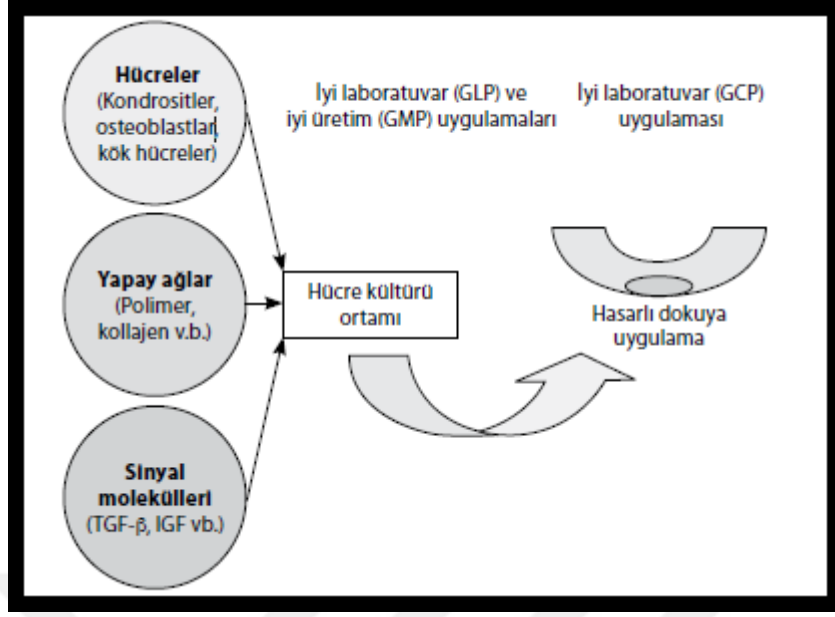 Hücreler
(Kondrositler,
osteoblastlar,
kök hücreler)
Yapay ağlar
(Polimer,
kollajen v.b.)
Sinyal
molekülleri
(TGF-β, IGF vb.)
İyi laboratuvar (GLP) ve
iyi üretim (GMP) uygulamaları
İyi laboratuvar (GCP)
uygulaması
Hücre kültürü
ortamı
Hasarlı dokuya
uygulama